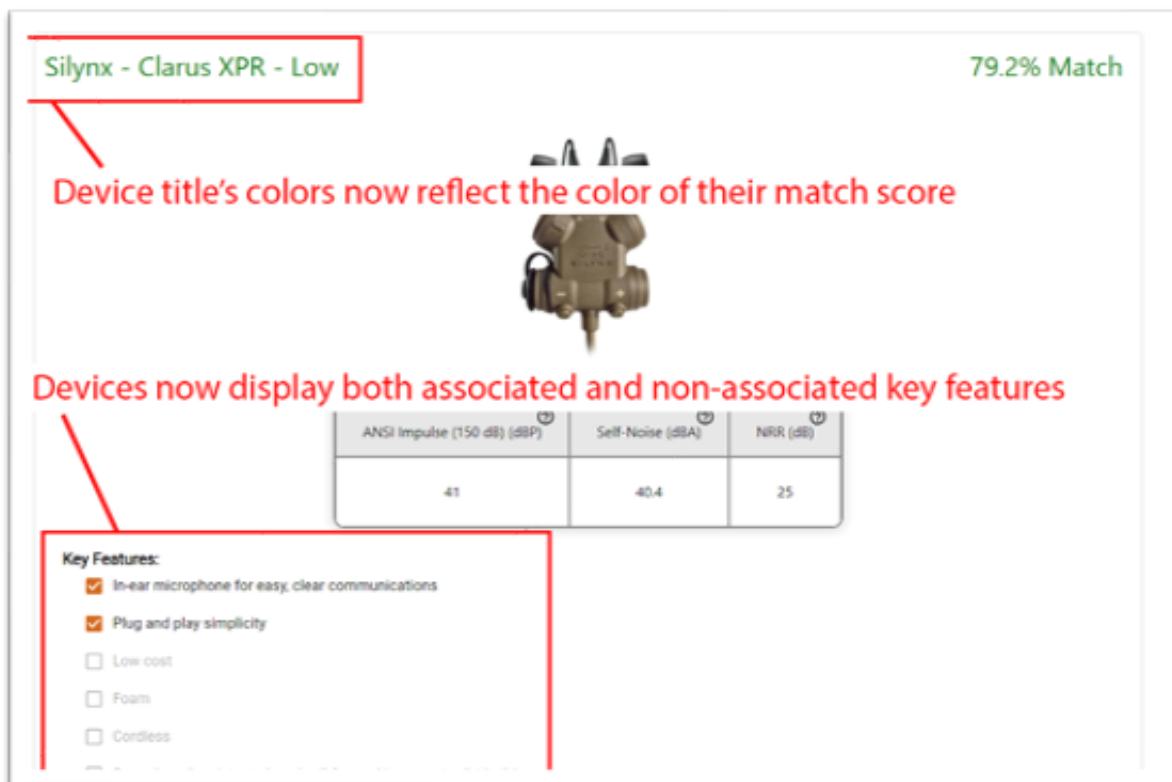 Silynx - Clarus XPR - Low
79.2% Match
Device title's colors now reflect the color of their match score
SILYNX
Devices now display both associated and non-associated key features
ANSI Impulse (150 dB) (dBP) ? Self-Noise (dBA) ? NRR (dB) ?
41 40.4 25
Key Features:
In-ear microphone for easy, clear communications
Plug and play simplicity
Low cost
Foam
Cordless